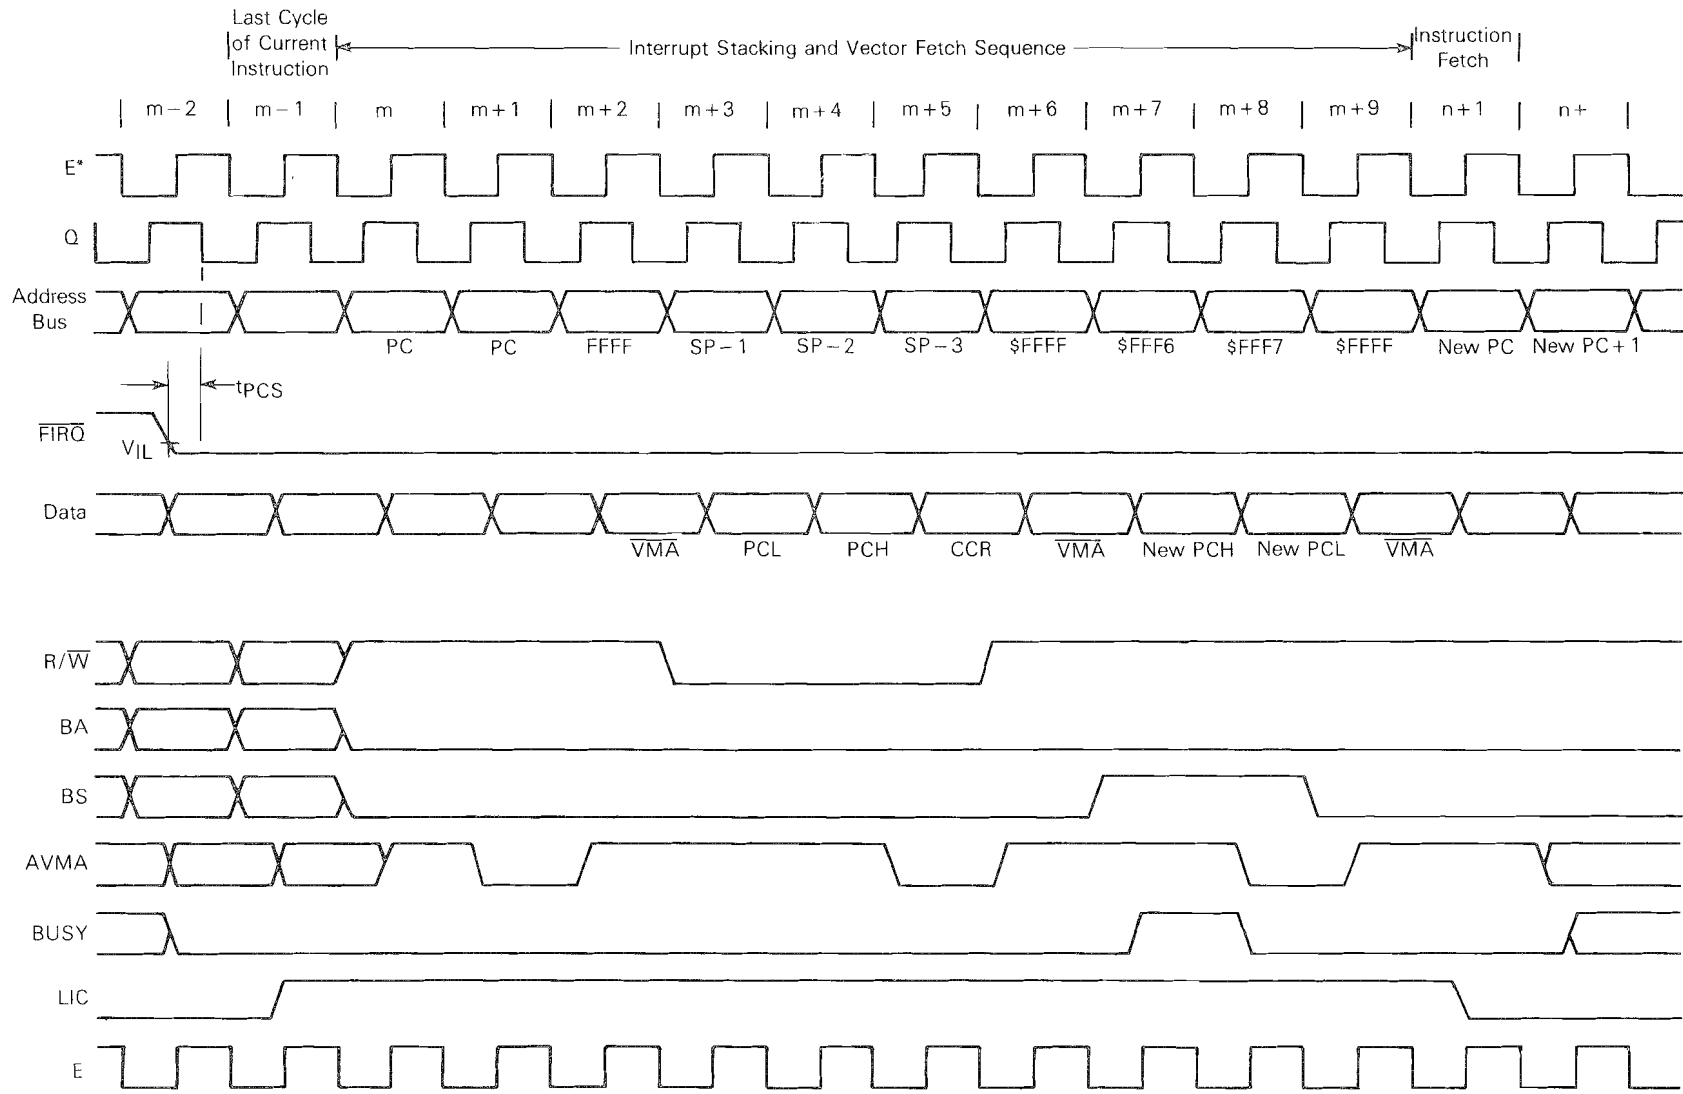 Last Cycle
of Current
Instruction
Interrupt Stacking and Vector Fetch Sequence
Instruction
Fetch
m−2 m−1 m m+1 m+2 m+3 m+4 m+5 m+6 m+7 m+8 m+9 n+1 n+
E*
Q
Address
Bus
PC PC FFFF SP−1 SP−2 SP−3 $FFFF $FFF6 $FFF7 $FFFF New PC New PC+1
tPCS
FIRQ
VIL
Data
VMA PCL PCH CCR VMA New PCH New PCL VMA
R/W
BA
BS
AVMA
BUSY
LIC
E